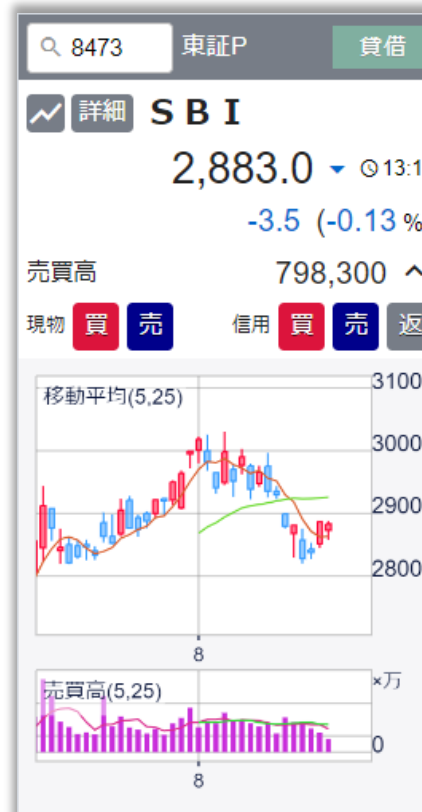 8473 東証P 貸借
詳細 ＳＢＩ
2,883.0 13:1
-3.5 (-0.13 %
売買高 798,300
現物 買 売 信用 買 売 返
移動平均(5,25)
3100
3000
2900
2800
8
売買高(5,25)
×万
0
8